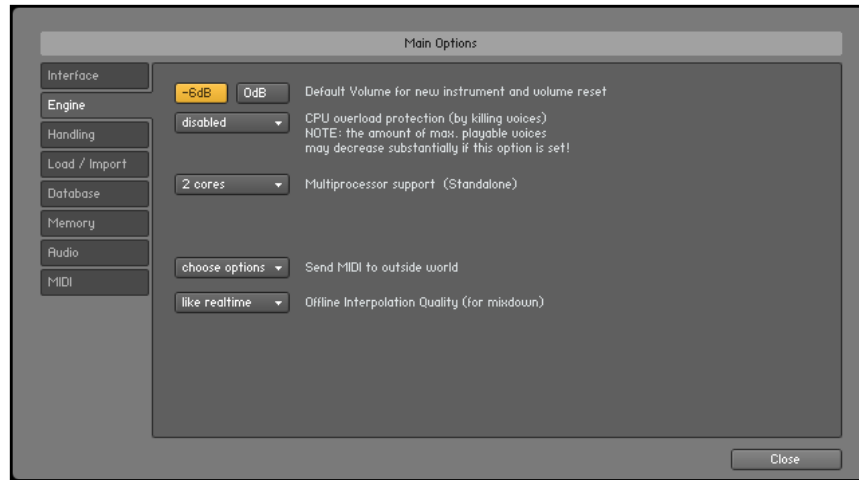 Main Options
Interface
Engine
Handling
Load / Import
Database
Memory
Audio
MIDI
-6dB 0dB Default Volume for new instrument and volume reset
disabled CPU overload protection (by killing voices)
NOTE: the amount of max. playable voices
may decrease substantially if this option is set!
2 cores Multiprocessor support (Standalone)
choose options Send MIDI to outside world
like realtime Offline Interpolation Quality (for mixdown)
Close